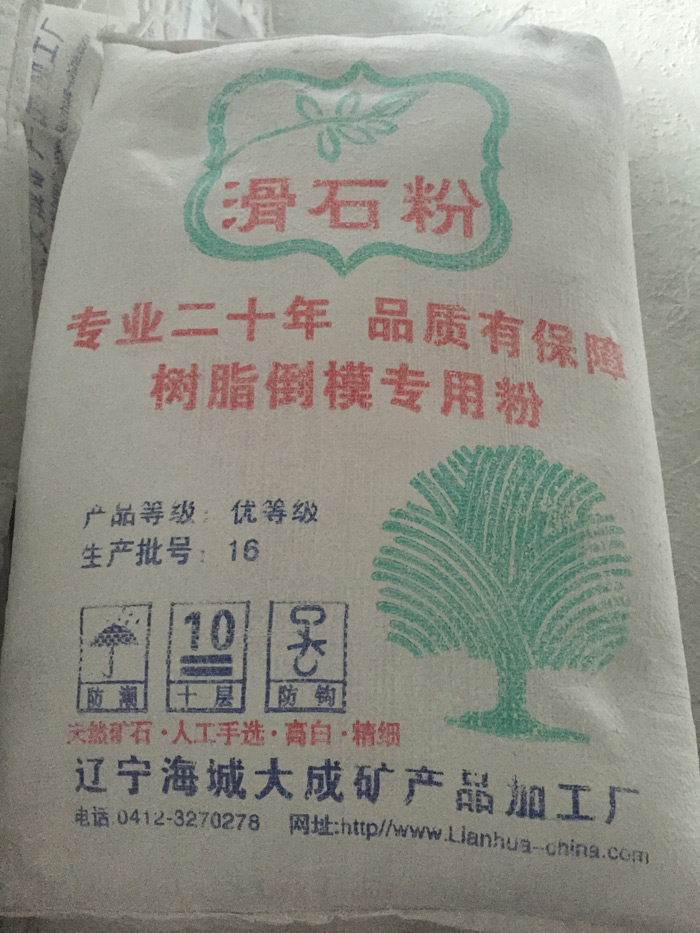 滑石粉
专业二十年 品质有保障
树脂倒模专用粉
产品等级：优等级
生产批号：16
10
防潮 十层 防钩
天然矿石·人工手选·高白·精细
辽宁海城大成矿产品加工厂
电话:0412-3270278 网址:http//www.Lianhua-china.com